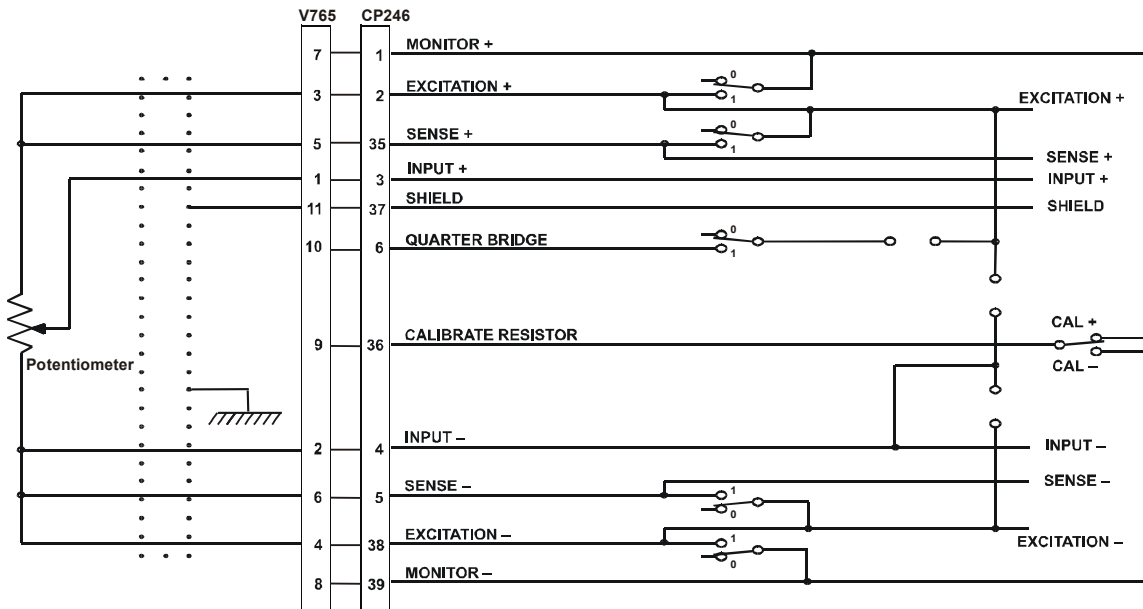 V765 CP246
7 1 MONITOR +
0
3 2 EXCITATION + 1 EXCITATION +
0
5 35 SENSE + 1
SENSE +
1 3 INPUT + INPUT +
11 37 SHIELD SHIELD
0
10 6 QUARTER BRIDGE 1
CAL +
9 36 CALIBRATE RESISTOR
Potentiometer CAL –
2 4 INPUT – INPUT –
SENSE –
6 5 SENSE – 1
0
4 38 EXCITATION – 1 EXCITATION –
0
8 39 MONITOR –